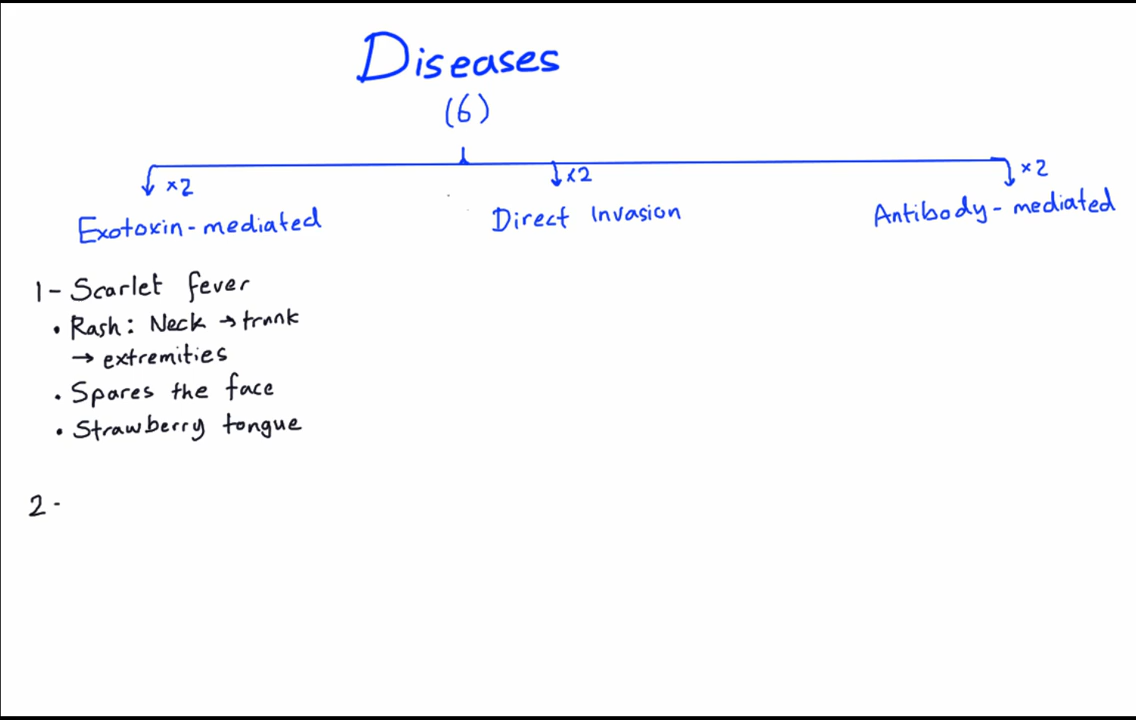 Diseases
(6)
×2
×2
×2
Exotoxin-mediated
Direct Invasion
Antibody-mediated
1- Scarlet fever
• Rash: Neck → trunk
→ extremities
• Spares the face
• Strawberry tongue
2-